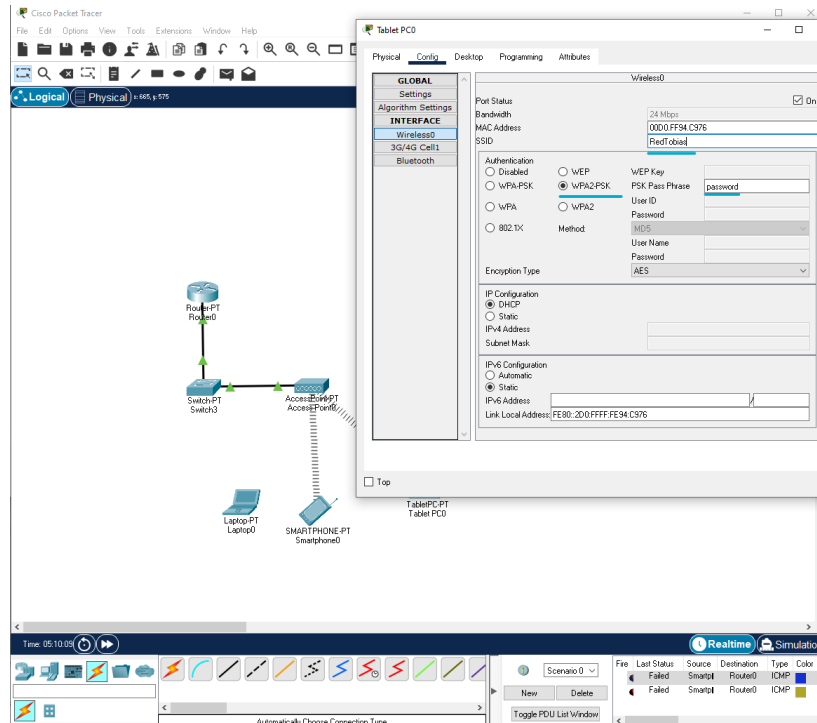 Cisco Packet Tracer
File Edit Options View Tools Extensions Window Help
Logical Physical x: 665, y: 575
Router-PT
Router0
Switch-PT
Switch3
AccessPoint-PT
Access Point0
Laptop-PT
Laptop0
SMARTPHONE-PT
Smartphone0
TabletPC-PT
Tablet PC0
Tablet PC0
Physical Config Desktop Programming Attributes
GLOBAL
Settings
Algorithm Settings
INTERFACE
Wireless0
3G/4G Cell1
Bluetooth
Wireless0
Port Status On
Bandwidth 24 Mbps
MAC Address 00D0.FF94.C976
SSID RedTobias
Authentication
Disabled WEP WEP Key
WPA-PSK WPA2-PSK PSK Pass Phrase password
WPA WPA2 User ID
Password
802.1X Method: MD5
User Name
Password
Encryption Type AES
IP Configuration
DHCP
Static
IPv4 Address
Subnet Mask
IPv6 Configuration
Automatic
Static
IPv6 Address /
Link Local Address: FE80::2D0:FFFF:FE94:C976
Top
Time: 05:10:09 Realtime Simulatio
Scenario 0
New Delete
Toggle PDU List Window
Fire Last Status Source Destination Type Color
Failed Smartp Router0 ICMP
Failed Smartp Router0 ICMP
Automatically Choose Connection Type